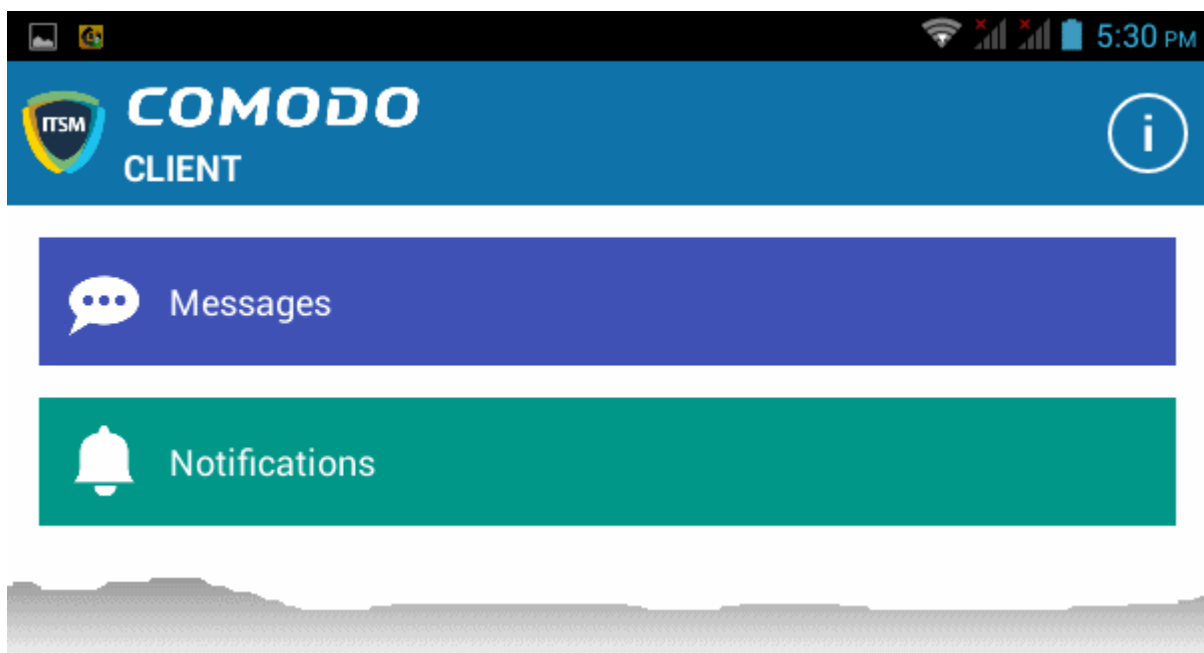 5:30 PM
ITSM
COMODO
CLIENT
i
Messages
Notifications